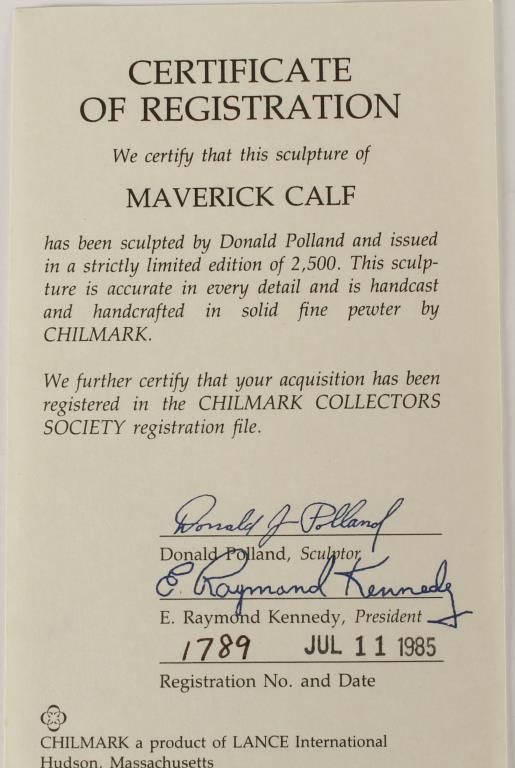 CERTIFICATE
OF REGISTRATION
We certify that this sculpture of
MAVERICK CALF
has been sculpted by Donald Polland and issued
in a strictly limited edition of 2,500. This sculp-
ture is accurate in every detail and is handcast
and handcrafted in solid fine pewter by
CHILMARK.
We further certify that your acquisition has been
registered in the CHILMARK COLLECTORS
SOCIETY registration file.
Donald J Polland
Donald Polland, Sculptor
E. Raymond Kennedy
E. Raymond Kennedy, President
1789 JUL 11 1985
Registration No. and Date
CHILMARK a product of LANCE International
Hudson, Massachusetts